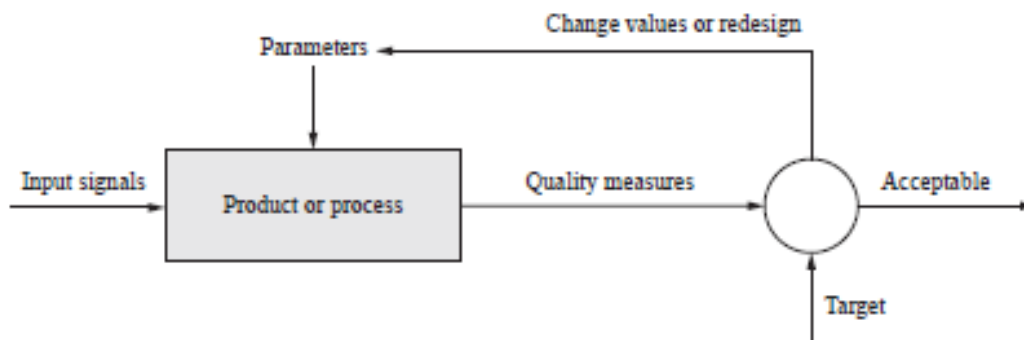 Change values or redesign
Parameters
Input signals
Product or process
Quality measures
Acceptable
Target